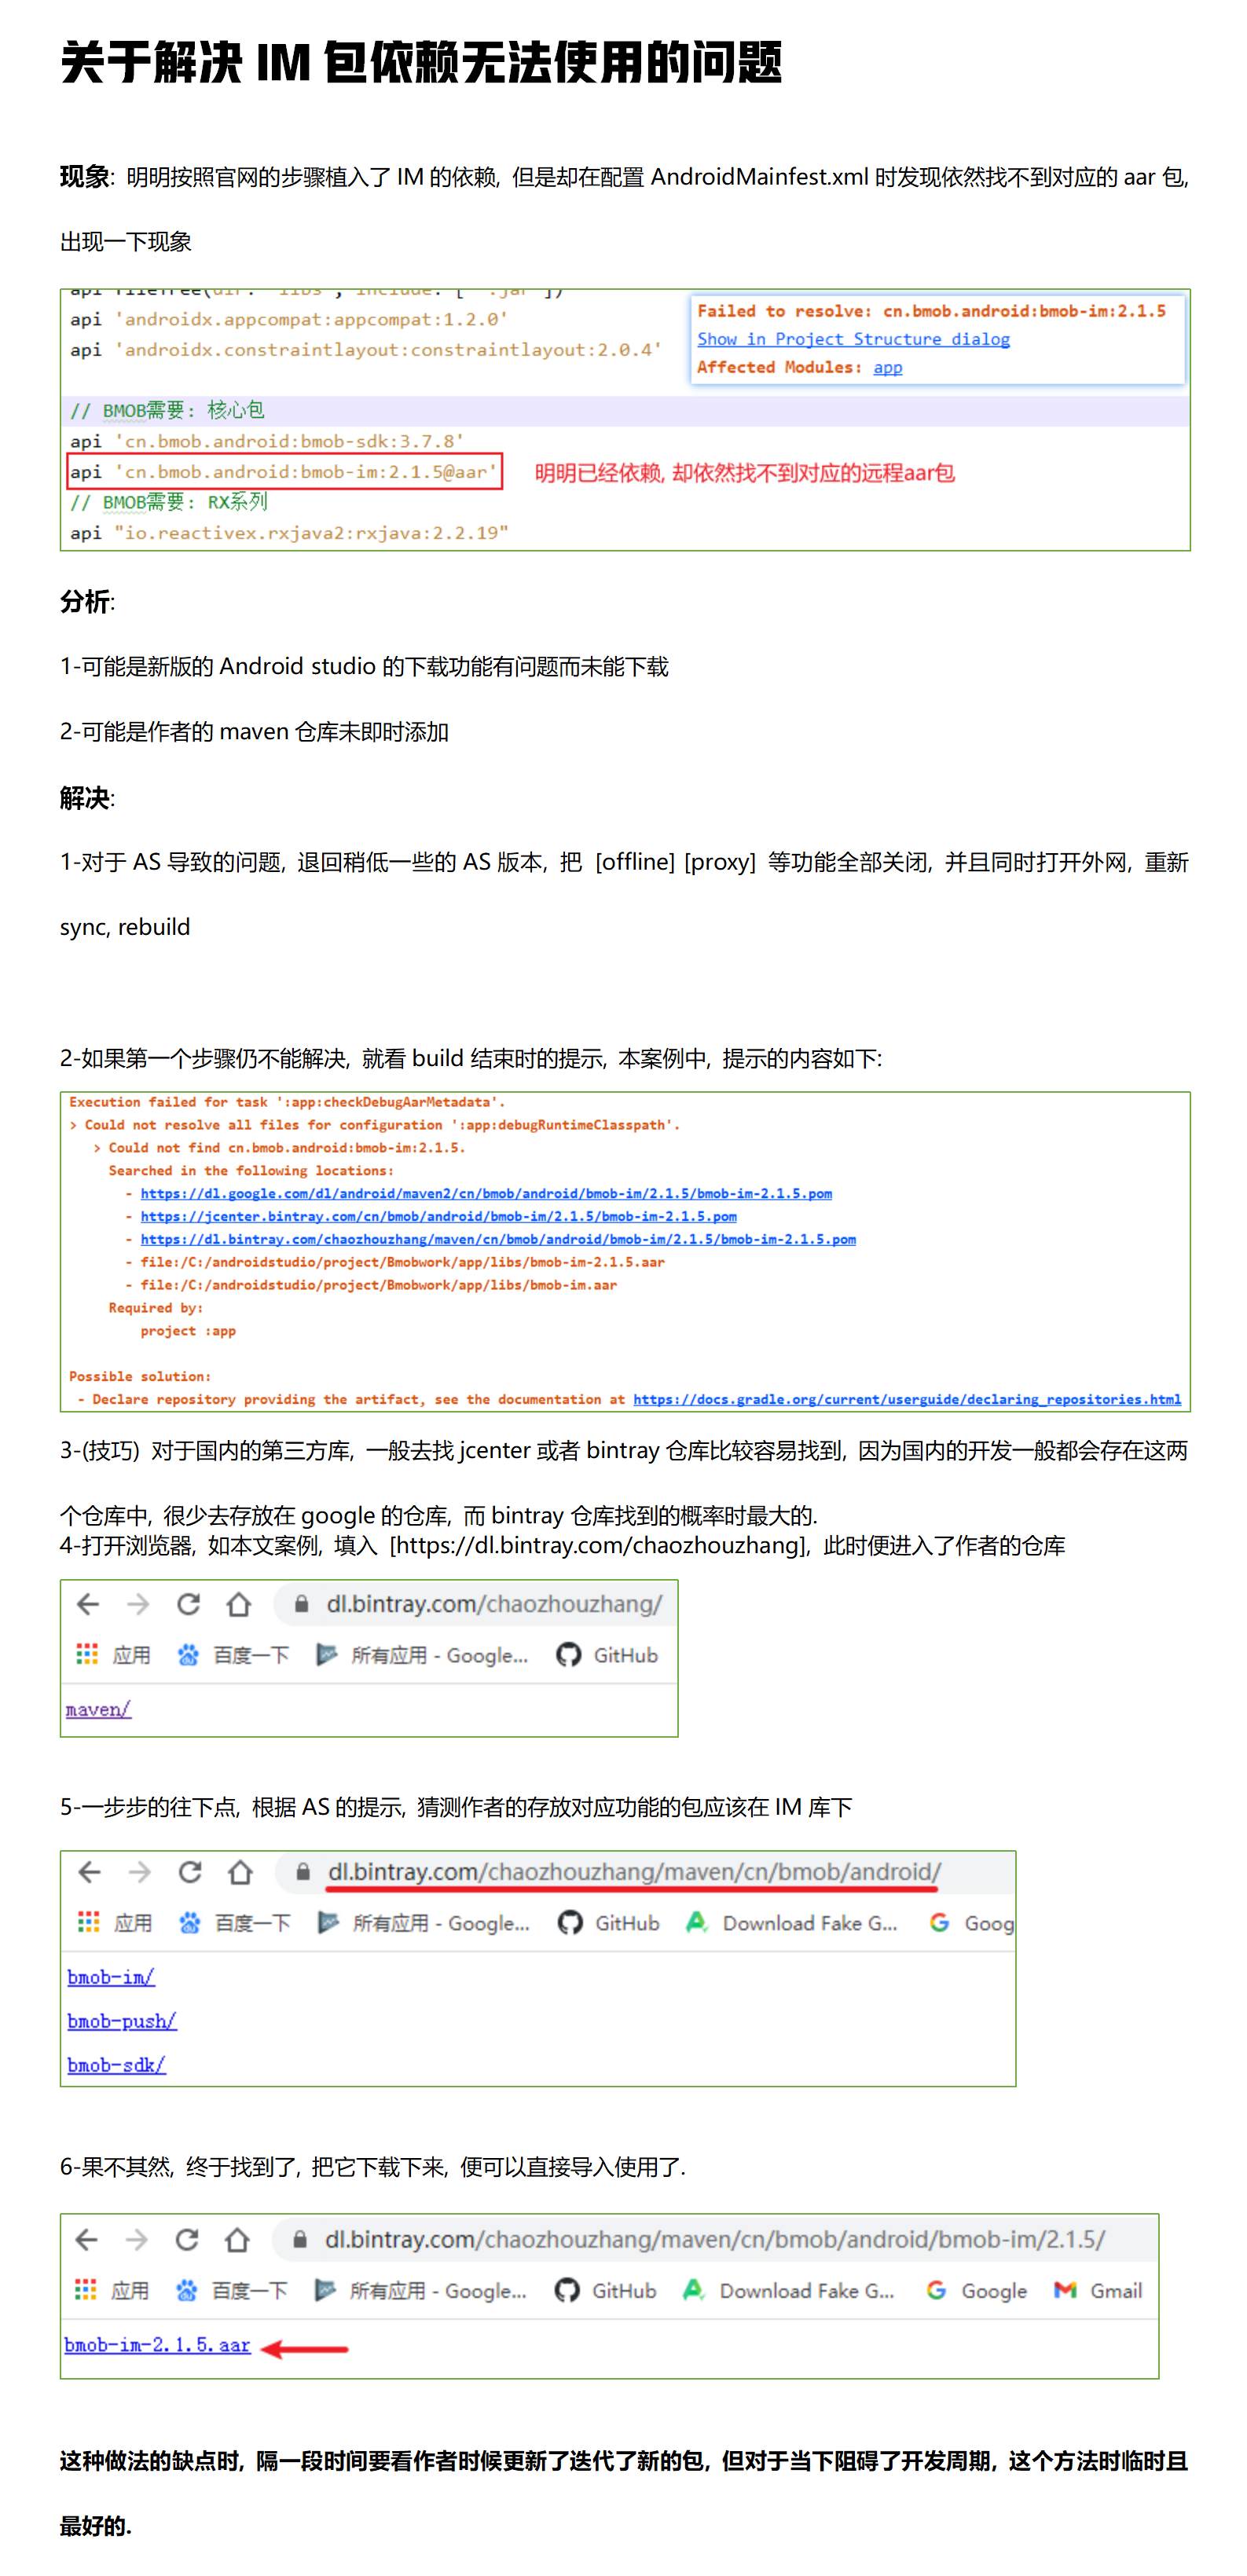 关于解决 IM 包依赖无法使用的问题
现象: 明明按照官网的步骤植入了 IM 的依赖, 但是却在配置 AndroidMainfest.xml 时发现依然找不到对应的 aar 包,
出现一下现象
api fileTree(dir: "libs", include: ["*.jar"])
api 'androidx.appcompat:appcompat:1.2.0'
api 'androidx.constraintlayout:constraintlayout:2.0.4'
Failed to resolve: cn.bmob.android:bmob-im:2.1.5
Show in Project Structure dialog
Affected Modules: app
// BMOB需要: 核心包
api 'cn.bmob.android:bmob-sdk:3.7.8'
api 'cn.bmob.android:bmob-im:2.1.5@aar'
明明已经依赖, 却依然找不到对应的远程aar包
// BMOB需要: RX系列
api "io.reactivex.rxjava2:rxjava:2.2.19"
分析:
1-可能是新版的 Android studio 的下载功能有问题而未能下载
2-可能是作者的 maven 仓库未即时添加
解决:
1-对于 AS 导致的问题, 退回稍低一些的 AS 版本, 把 [offline] [proxy] 等功能全部关闭, 并且同时打开外网, 重新
sync, rebuild
2-如果第一个步骤仍不能解决, 就看 build 结束时的提示, 本案例中, 提示的内容如下:
Execution failed for task ':app:checkDebugAarMetadata'.
> Could not resolve all files for configuration ':app:debugRuntimeClasspath'.
> Could not find cn.bmob.android:bmob-im:2.1.5.
Searched in the following locations:
- https://dl.google.com/dl/android/maven2/cn/bmob/android/bmob-im/2.1.5/bmob-im-2.1.5.pom
- https://jcenter.bintray.com/cn/bmob/android/bmob-im/2.1.5/bmob-im-2.1.5.pom
- https://dl.bintray.com/chaozhouzhang/maven/cn/bmob/android/bmob-im/2.1.5/bmob-im-2.1.5.pom
- file:/C:/androidstudio/project/Bmobwork/app/libs/bmob-im-2.1.5.aar
- file:/C:/androidstudio/project/Bmobwork/app/libs/bmob-im.aar
Required by:
project :app
Possible solution:
- Declare repository providing the artifact, see the documentation at https://docs.gradle.org/current/userguide/declaring_repositories.html
3-(技巧) 对于国内的第三方库, 一般去找 jcenter 或者 bintray 仓库比较容易找到, 因为国内的开发一般都会存在这两
个仓库中, 很少去存放在 google 的仓库, 而 bintray 仓库找到的概率时最大的.
4-打开浏览器, 如本文案例, 填入 [https://dl.bintray.com/chaozhouzhang], 此时便进入了作者的仓库
dl.bintray.com/chaozhouzhang/
应用 百度一下 所有应用 - Google... GitHub
maven/
5-一步步的往下点, 根据 AS 的提示, 猜测作者的存放对应功能的包应该在 IM 库下
dl.bintray.com/chaozhouzhang/maven/cn/bmob/android/
应用 百度一下 所有应用 - Google... GitHub Download Fake G... Goog
bmob-im/
bmob-push/
bmob-sdk/
6-果不其然, 终于找到了, 把它下载下来, 便可以直接导入使用了.
dl.bintray.com/chaozhouzhang/maven/cn/bmob/android/bmob-im/2.1.5/
应用 百度一下 所有应用 - Google... GitHub Download Fake G... Google Gmail
bmob-im-2.1.5.aar
这种做法的缺点时, 隔一段时间要看作者时候更新了迭代了新的包, 但对于当下阻碍了开发周期, 这个方法时临时且
最好的.